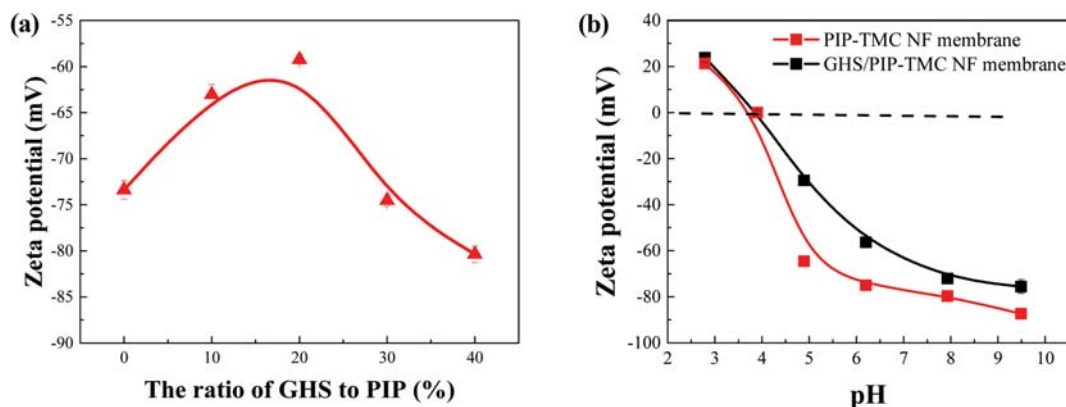 (a)
-55
-60
-65
-70
-75
-80
-85
-90
Zeta potential (mV)
0 10 20 30 40
The ratio of GHS to PIP (%)
(b)
40
20
0
-20
-40
-60
-80
-100
Zeta potential (mV)
PIP-TMC NF membrane
GHS/PIP-TMC NF membrane
2 3 4 5 6 7 8 9 10
pH